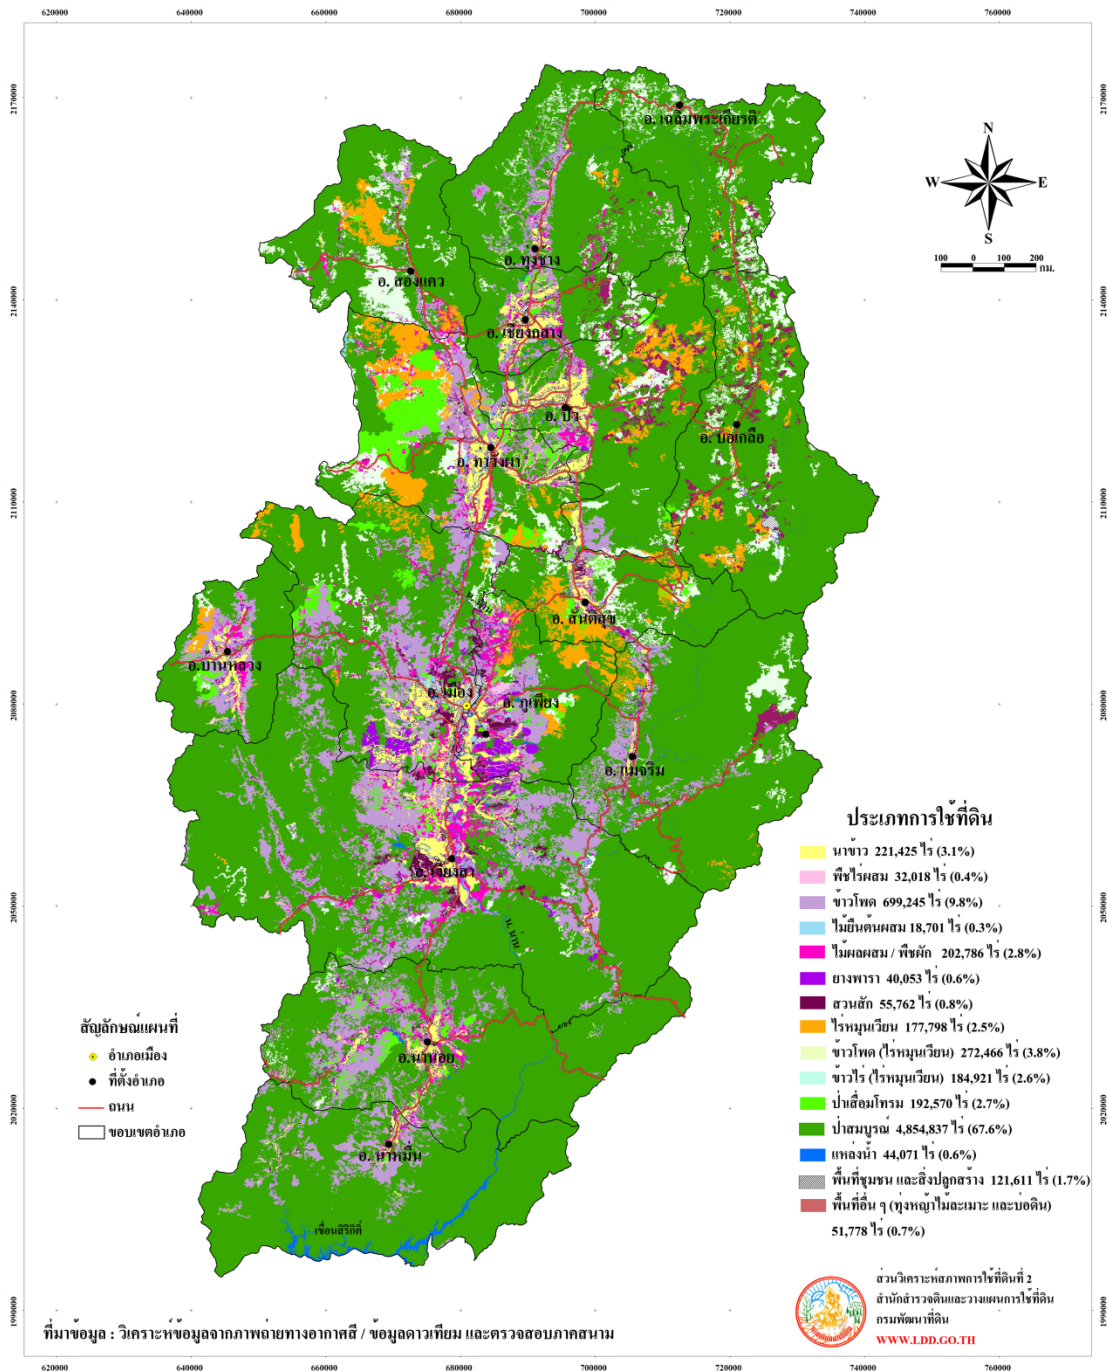 620000 640000 660000 680000 700000 720000 740000 760000
2170000 2170000
อ. เฉลิมพระเกียรติ
N
W E
S
100 0 100 200
กม.
อ. ทุ่งช้าง
อ. สองแคว
2140000 2140000
อ. เชียงกลาง
อ. ปัว
อ. บ่อเกลือ
อ. ท่าวังผา
2110000 2110000
อ. สันติสุข
อ.บ้านหลวง
อ. เมือง
อ. ภูเพียง
2080000 2080000
อ. แม่จริม
อ. เวียงสา
2050000 2050000
น. น่าน
อ.นาน้อย
2020000 2020000
อ. นาหมื่น
เขื่อนสิริกิติ์
1990000 1990000
ประเภทการใช้ที่ดิน
นาข้าว 221,425 ไร่ (3.1%)
พืชไร่ผสม 32,018 ไร่ (0.4%)
ข้าวโพด 699,245 ไร่ (9.8%)
ไม้ยืนต้นผสม 18,701 ไร่ (0.3%)
ไม้ผลผสม / พืชผัก 202,786 ไร่ (2.8%)
ยางพารา 40,053 ไร่ (0.6%)
สวนสัก 55,762 ไร่ (0.8%)
ไร่หมุนเวียน 177,798 ไร่ (2.5%)
ข้าวโพด (ไร่หมุนเวียน) 272,466 ไร่ (3.8%)
ข้าวไร่ (ไร่หมุนเวียน) 184,921 ไร่ (2.6%)
ป่าเสื่อมโทรม 192,570 ไร่ (2.7%)
ป่าสมบูรณ์ 4,854,837 ไร่ (67.6%)
แหล่งน้ำ 44,071 ไร่ (0.6%)
พื้นที่ชุมชน และสิ่งปลูกสร้าง 121,611 ไร่ (1.7%)
พื้นที่อื่น ๆ (ทุ่งหญ้าไม้ละเมาะ และบ่อดิน)
51,778 ไร่ (0.7%)
สัญลักษณ์แผนที่
อำเภอเมือง
ที่ตั้งอำเภอ
ถนน
ขอบเขตอำเภอ
ส่วนวิเคราะห์สภาพการใช้ที่ดินที่ 2
สำนักสำรวจดินและวางแผนการใช้ที่ดิน
กรมพัฒนาที่ดิน
WWW.LDD.GO.TH
ที่มาข้อมูล : วิเคราะห์ข้อมูลจากภาพถ่ายทางอากาศสี / ข้อมูลดาวเทียม และตรวจสอบภาคสนาม
620000 640000 660000 680000 700000 720000 740000 760000